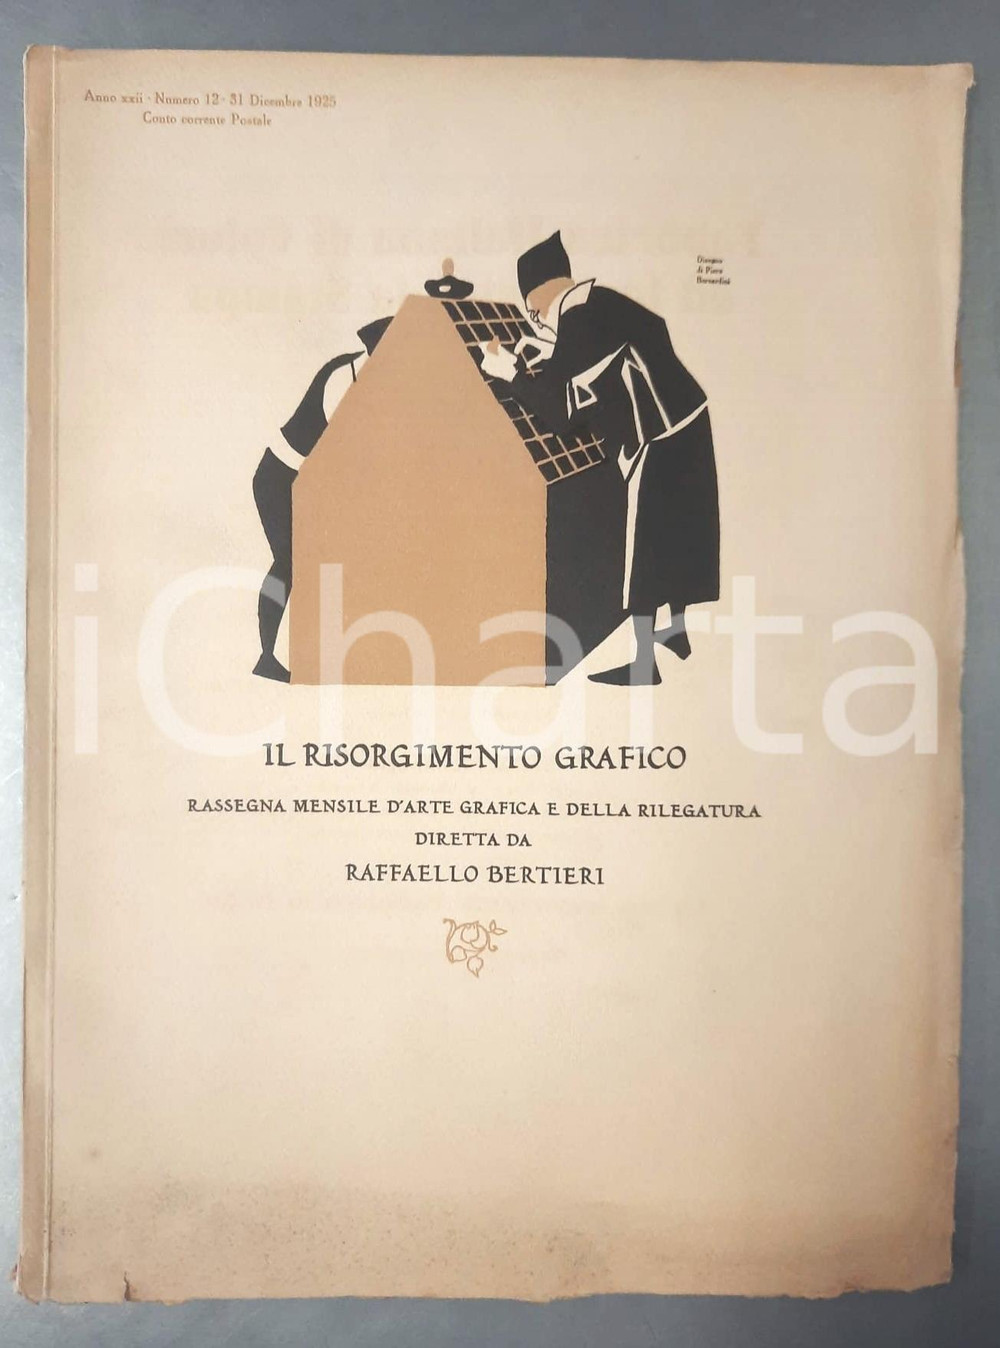 Anno xxii · Numero 12 · 31 Dicembre 1925
Conto corrente Postale
Disegno
di Piero
Bernardini
iCharta
IL RISORGIMENTO GRAFICO
RASSEGNA MENSILE D'ARTE GRAFICA E DELLA RILEGATURA
DIRETTA DA
RAFFAELLO BERTIERI